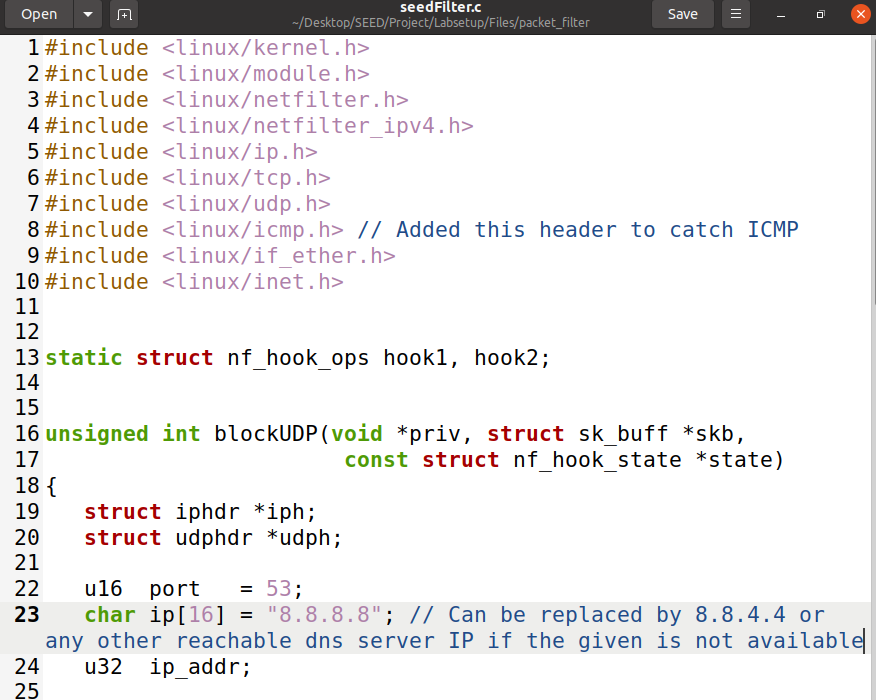 Open
seedFilter.c
~/Desktop/SEED/Project/Labsetup/Files/packet_filter
Save
1 #include <linux/kernel.h>
2 #include <linux/module.h>
3 #include <linux/netfilter.h>
4 #include <linux/netfilter_ipv4.h>
5 #include <linux/ip.h>
6 #include <linux/tcp.h>
7 #include <linux/udp.h>
8 #include <linux/icmp.h> // Added this header to catch ICMP
9 #include <linux/if_ether.h>
10 #include <linux/inet.h>
11
12
13 static struct nf_hook_ops hook1, hook2;
14
15
16 unsigned int blockUDP(void *priv, struct sk_buff *skb,
17                       const struct nf_hook_state *state)
18 {
19    struct iphdr *iph;
20    struct udphdr *udph;
21
22    u16  port   = 53;
23    char ip[16] = "8.8.8.8"; // Can be replaced by 8.8.4.4 or
any other reachable dns server IP if the given is not available
24    u32  ip_addr;
25